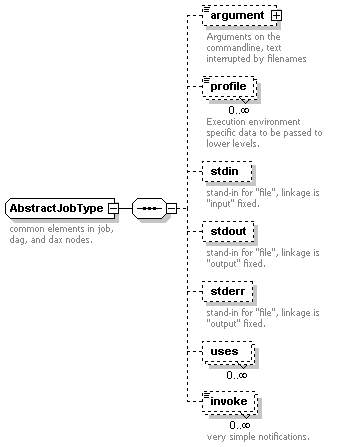 argument
Arguments on the
commandline, text
interrupted by filenames
profile
0..∞
Execution environment
specific data to be passed to
lower levels.
stdin
stand-in for "file", linkage is
"input" fixed.
AbstractJobType
common elements in job,
dag, and dax nodes.
stdout
stand-in for "file", linkage is
"output" fixed.
stderr
stand-in for "file", linkage is
"output" fixed.
uses
0..∞
invoke
0..∞
very simple notifications.